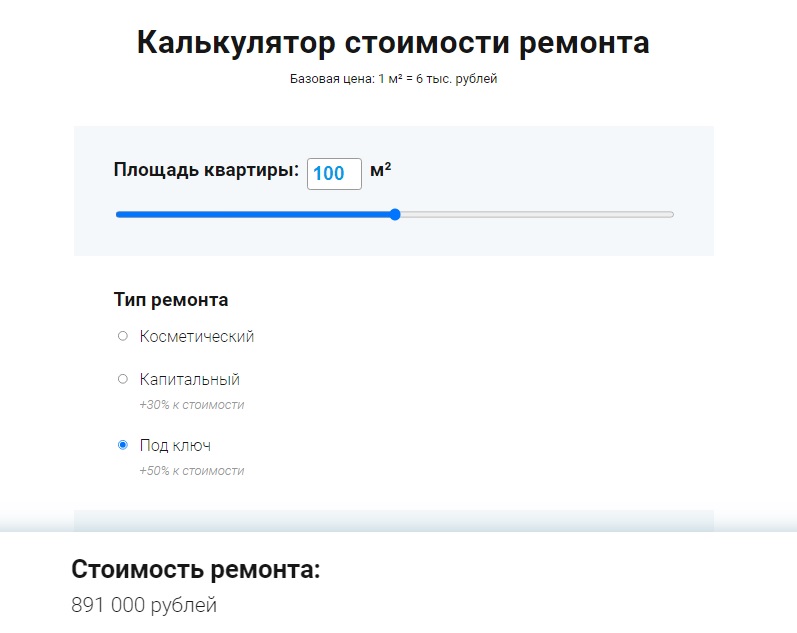 Калькулятор стоимости ремонта
Базовая цена: 1 м² = 6 тыс. рублей
Площадь квартиры: 100 м²
Тип ремонта
Косметический
Капитальный
+30% к стоимости
Под ключ
+50% к стоимости
Стоимость ремонта:
891 000 рублей